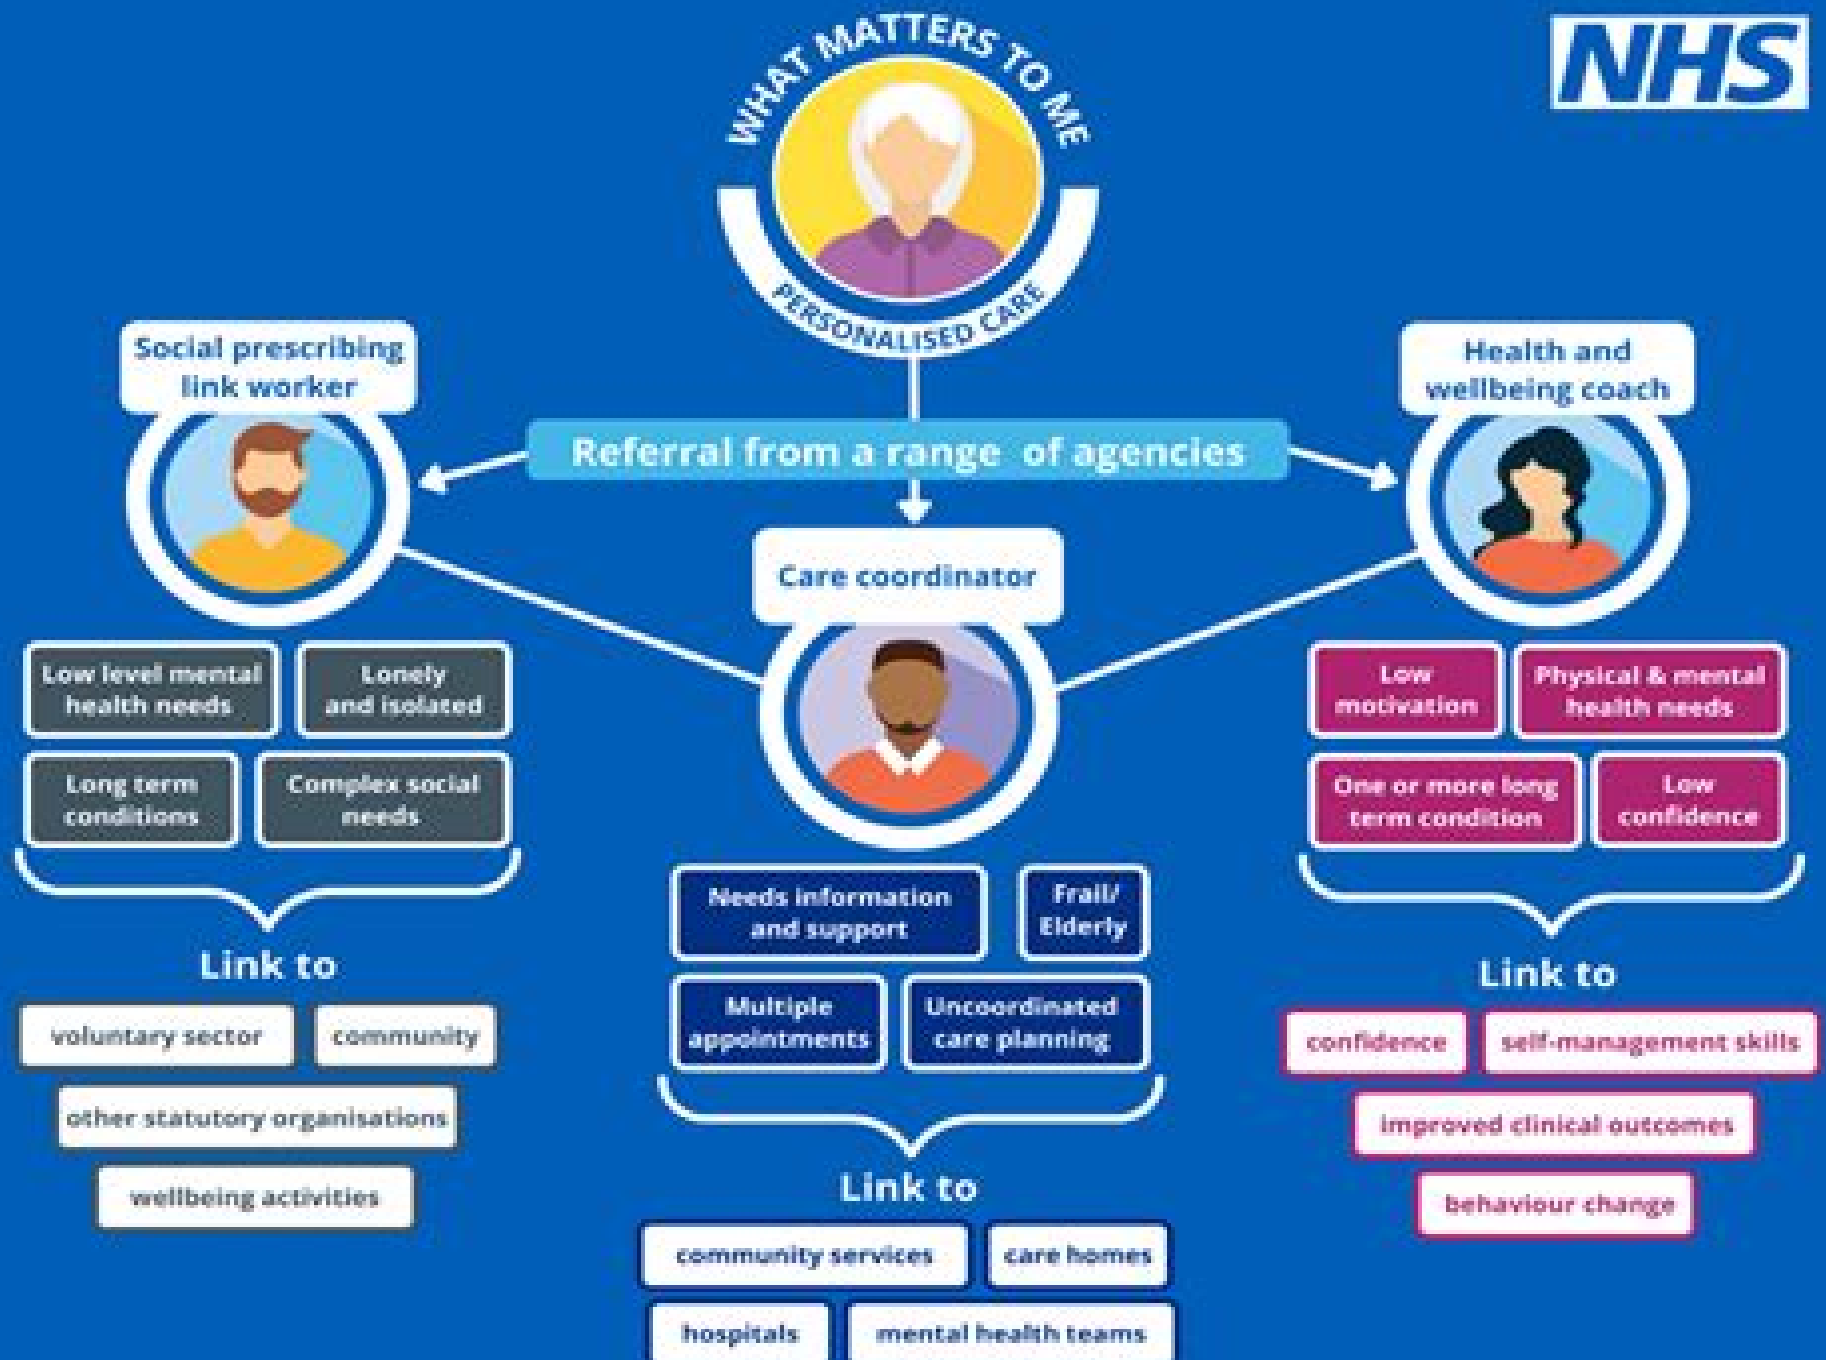 WHAT MATTERS TO ME
NHS
PERSONALISED CARE
Referral from a range of agencies
Social prescribing
link worker
Low level mental
health needs
Lonely
and isolated
Long term
conditions
Complex social
needs
Link to
voluntary sector
community
other statutory organisations
wellbeing activities
Care coordinator
Needs information
and support
Frail/
Elderly
Multiple
appointments
Uncoordinated
care planning
Link to
community services
care homes
hospitals
mental health teams
Health and
wellbeing coach
Low
motivation
Physical & mental
health needs
One or more long
term condition
Low
confidence
Link to
confidence
self-management skills
improved clinical outcomes
behaviour change